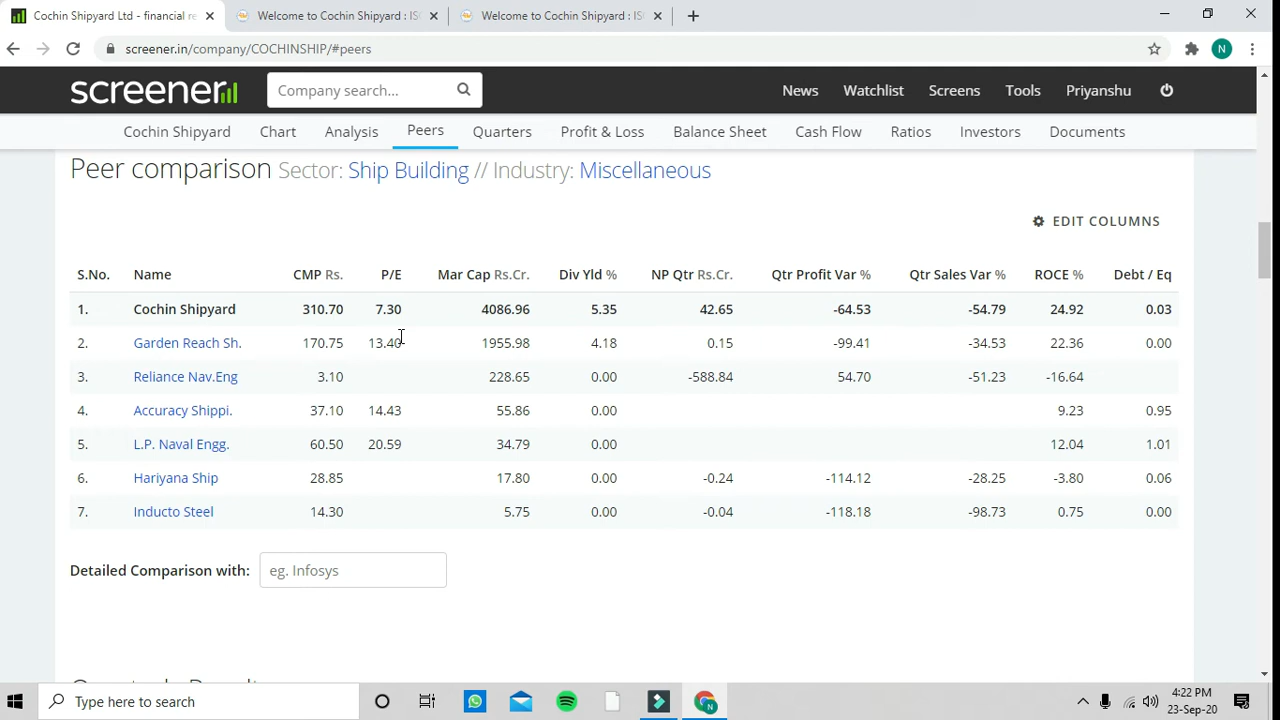 Cochin Shipyard Ltd - financial re
Welcome to Cochin Shipyard : ISO
Welcome to Cochin Shipyard : ISO
screener.in/company/COCHINSHIP/#peers
N
screener
Company search...
News Watchlist Screens Tools Priyanshu
Cochin Shipyard Chart Analysis Peers Quarters Profit & Loss Balance Sheet Cash Flow Ratios Investors Documents
Peer comparison Sector: Ship Building // Industry: Miscellaneous
EDIT COLUMNS
S.No. Name CMP Rs. P/E Mar Cap Rs.Cr. Div Yld % NP Qtr Rs.Cr. Qtr Profit Var % Qtr Sales Var % ROCE % Debt / Eq
1. Cochin Shipyard 310.70 7.30 4086.96 5.35 42.65 -64.53 -54.79 24.92 0.03
2. Garden Reach Sh. 170.75 13.40 1955.98 4.18 0.15 -99.41 -34.53 22.36 0.00
3. Reliance Nav.Eng 3.10 228.65 0.00 -588.84 54.70 -51.23 -16.64
4. Accuracy Shippi. 37.10 14.43 55.86 0.00 9.23 0.95
5. L.P. Naval Engg. 60.50 20.59 34.79 0.00 12.04 1.01
6. Hariyana Ship 28.85 17.80 0.00 -0.24 -114.12 -28.25 -3.80 0.06
7. Inducto Steel 14.30 5.75 0.00 -0.04 -118.18 -98.73 0.75 0.00
Detailed Comparison with: eg. Infosys
Type here to search
4:22 PM
23-Sep-20